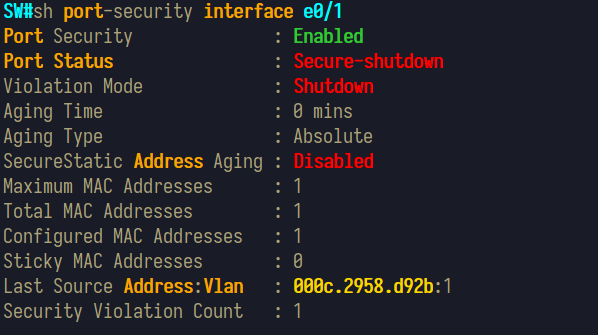 SW#sh port-security interface e0/1
Port Security              : Enabled
Port Status                : Secure-shutdown
Violation Mode             : Shutdown
Aging Time                 : 0 mins
Aging Type                 : Absolute
SecureStatic Address Aging : Disabled
Maximum MAC Addresses      : 1
Total MAC Addresses        : 1
Configured MAC Addresses   : 1
Sticky MAC Addresses       : 0
Last Source Address:Vlan   : 000c.2958.d92b:1
Security Violation Count   : 1